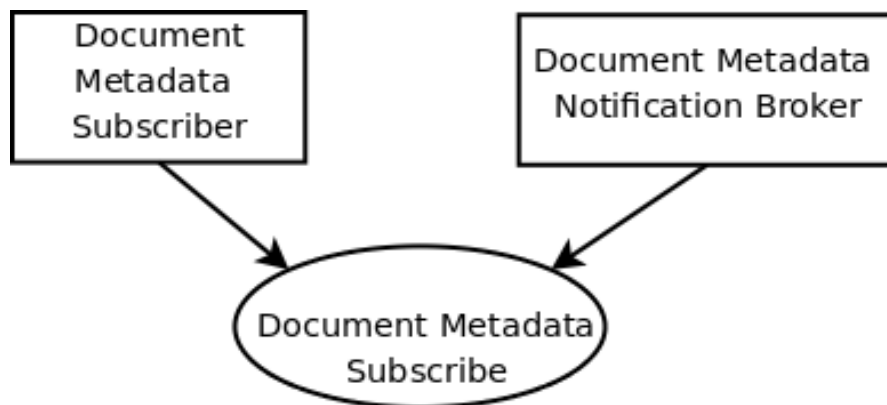 Document
Metadata
Subscriber
Document Metadata
Notification Broker
Document Metadata
Subscribe